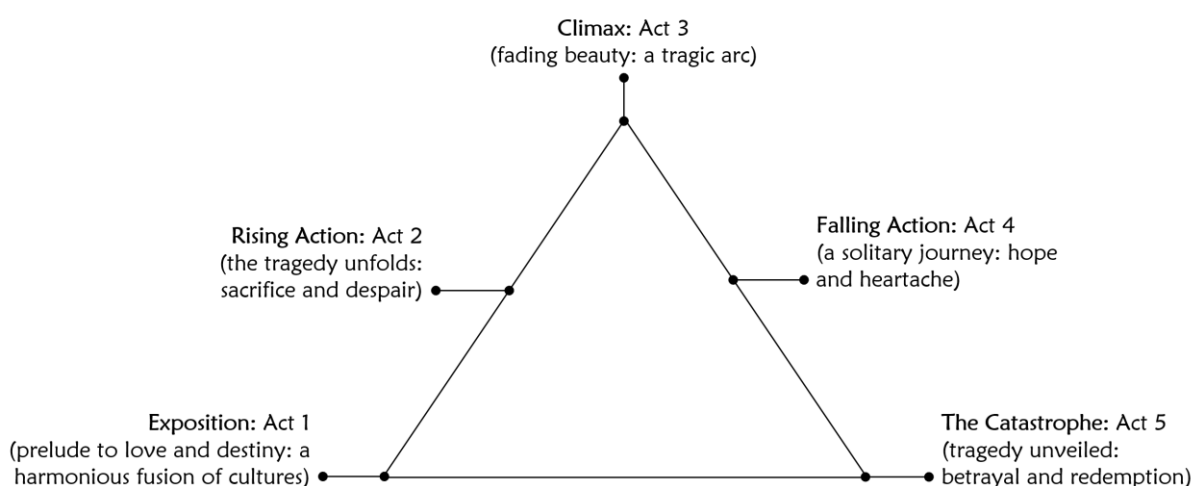 Climax: Act 3
(fading beauty: a tragic arc)
Rising Action: Act 2
(the tragedy unfolds:
sacrifice and despair)
Falling Action: Act 4
(a solitary journey: hope
and heartache)
Exposition: Act 1
(prelude to love and destiny: a
harmonious fusion of cultures)
The Catastrophe: Act 5
(tragedy unveiled:
betrayal and redemption)